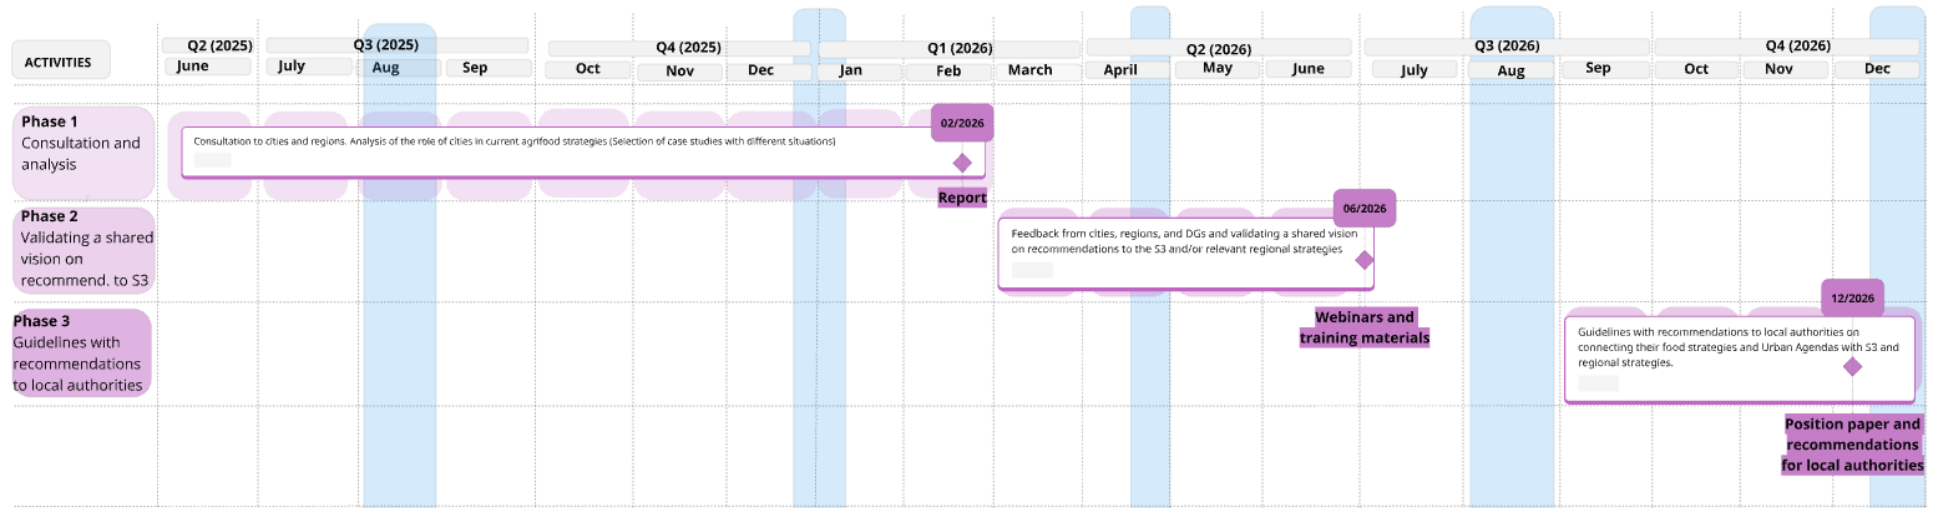 ACTIVITIES
Q2 (2025)
Q3 (2025)
Q4 (2025)
Q1 (2026)
Q2 (2026)
Q3 (2026)
Q4 (2026)
June
July
Aug
Sep
Oct
Nov
Dec
Jan
Feb
March
April
May
June
July
Aug
Sep
Oct
Nov
Dec
Phase 1
Consultation and
analysis
Consultation to cities and regions. Analysis of the role of cities in current agrifood strategies (Selection of case studies with different situations)
02/2026
Report
Phase 2
Validating a shared
vision on
recommend. to S3
Feedback from cities, regions, and DGs and validating a shared vision
on recommendations to the S3 and/or relevant regional strategies
06/2026
Webinars and
training materials
Phase 3
Guidelines with
recommendations
to local authorities
Guidelines with recommendations to local authorities on
connecting their food strategies and Urban Agendas with S3 and
regional strategies.
12/2026
Position paper and
recommendations
for local authorities